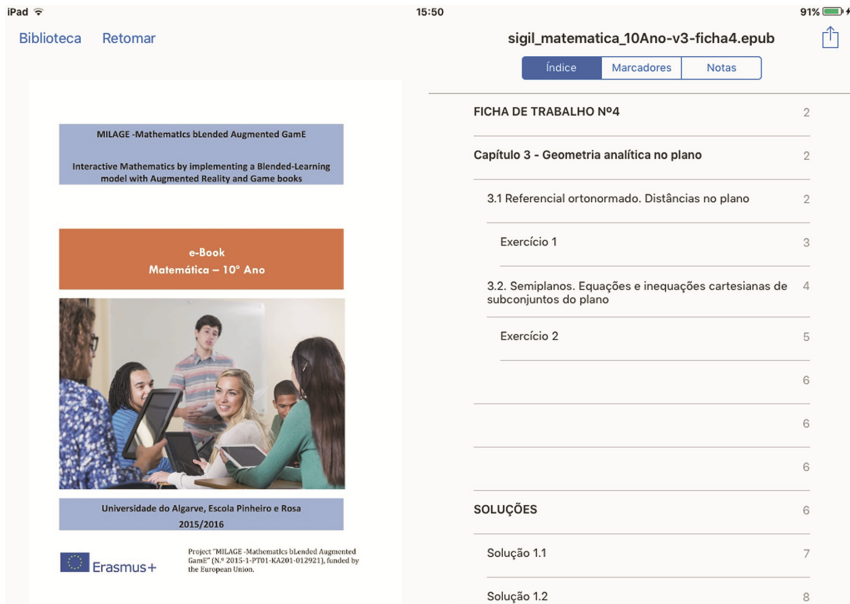 iPad
15:50
91%
Biblioteca Retomar
sigil_matematica_10Ano-v3-ficha4.epub
Índice Marcadores Notas
MILAGE -Mathematics bLended Augmented GamE
Interactive Mathematics by implementing a Blended-Learning
model with Augmented Reality and Game books
e-Book
Matemática – 10º Ano
Universidade do Algarve, Escola Pinheiro e Rosa
2015/2016
Erasmus+
Project "MILAGE -Mathematics bLended Augmented
GamE" (N.º 2015-1-PT01-KA201-012921), funded by
the European Union.
FICHA DE TRABALHO Nº4 2
Capítulo 3 - Geometria analítica no plano 2
3.1 Referencial ortonormado. Distâncias no plano 2
Exercício 1 3
3.2. Semiplanos. Equações e inequações cartesianas de 4
subconjuntos do plano
Exercício 2 5
6
6
6
SOLUÇÕES 6
Solução 1.1 7
Solução 1.2 8